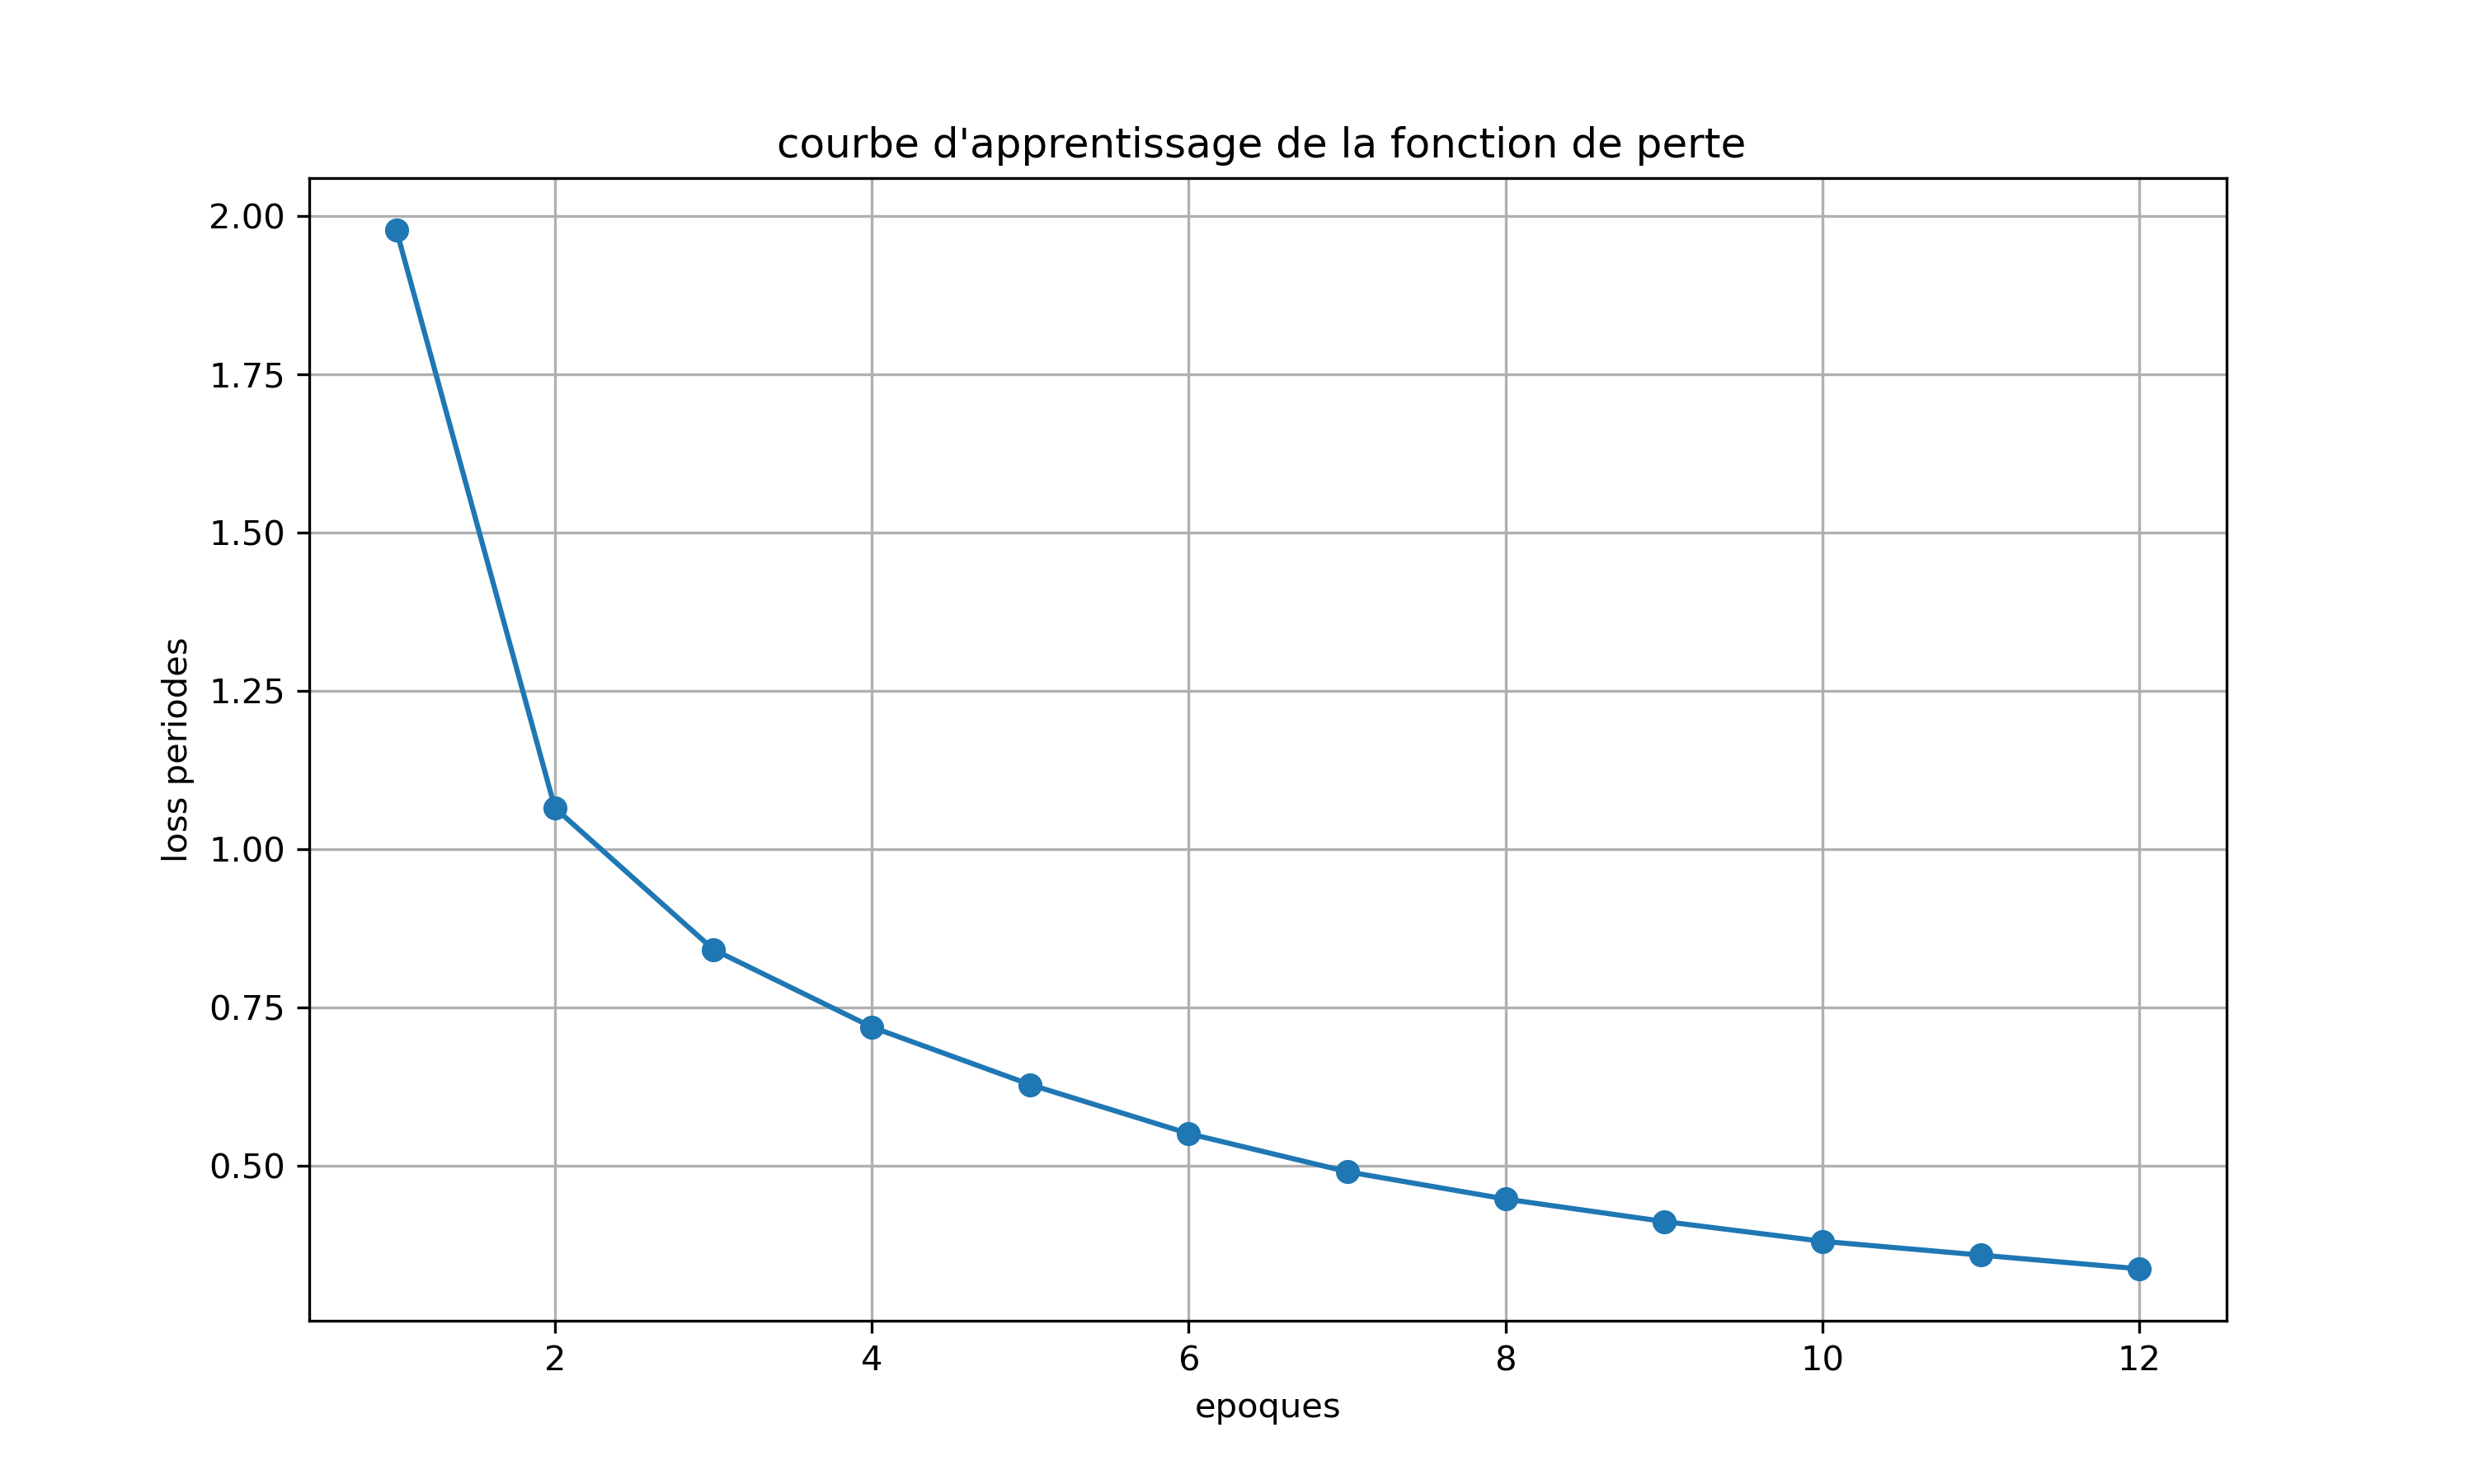 courbe d'apprentissage de la fonction de perte
loss periodes
2.00
1.75
1.50
1.25
1.00
0.75
0.50
2 4 6 8 10 12
epoques